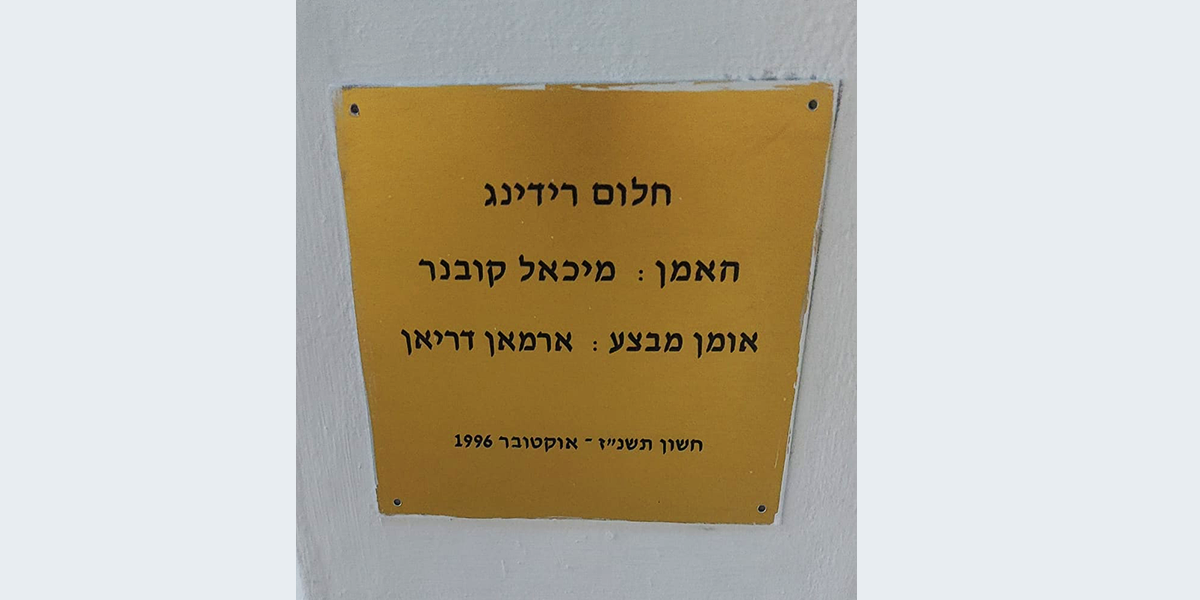 חלום רידינג
האמן : מיכאל קובנר
אומן מבצע : ארמאן דריאן
חשון תשנ״ז - אוקטובר 1996